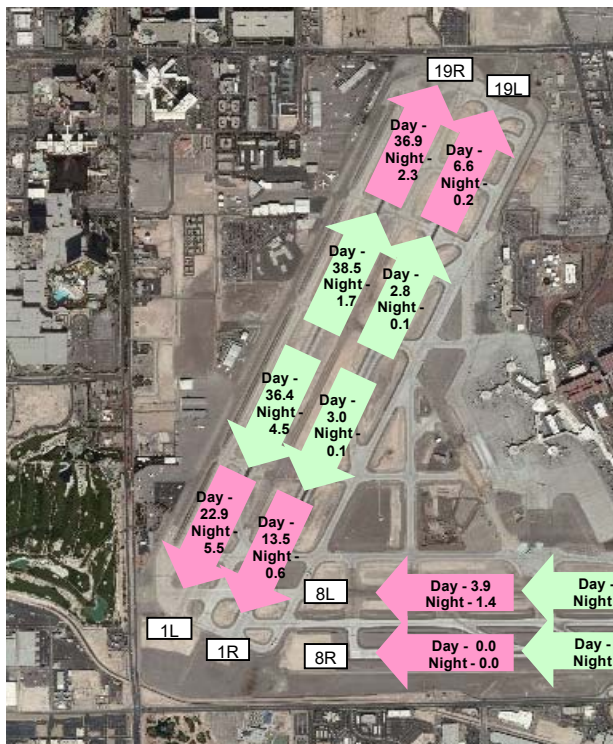 19R
19L
Day -
36.9
Night -
2.3
Day -
6.6
Night -
0.2
Day -
38.5
Night -
1.7
Day -
2.8
Night -
0.1
Day -
36.4
Night -
4.5
Day -
3.0
Night -
0.1
Day -
22.9
Night -
5.5
Day -
13.5
Night -
0.6
8L
Day - 3.9
Night - 1.4
Day -
Night
1L
1R
8R
Day - 0.0
Night - 0.0
Day -
Night